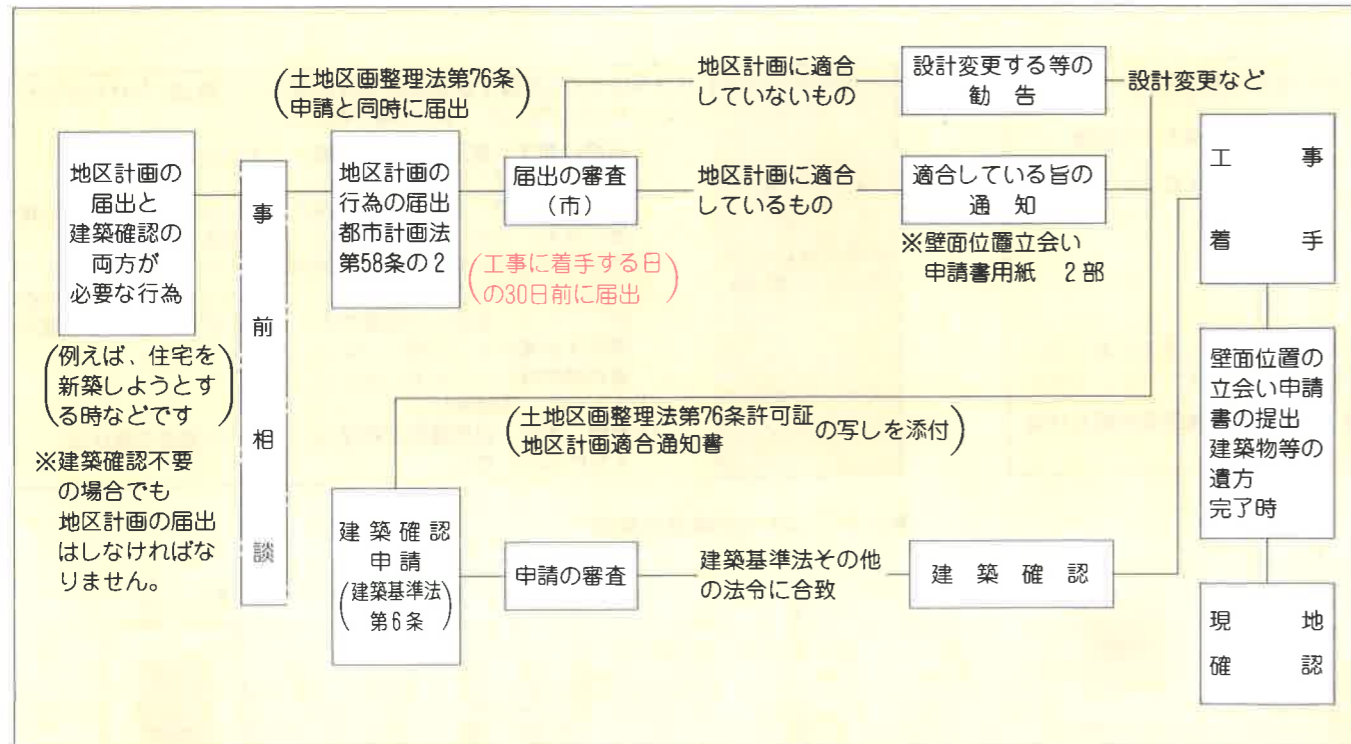 地区計画の
届出と
建築確認の
両方が
必要な行為
(例えば、住宅を
新築しようとす
る時などです)
※建築確認不要
の場合でも
地区計画の届出
はしなければな
りません。
事前相談
(土地区画整理法第76条
申請と同時に届出)
地区計画の
行為の届出
都市計画法
第58条の2
(工事に着手する日
の30日前に届出)
届出の審査
(市)
地区計画に適合
していないもの
設計変更する等の
勧告
設計変更など
地区計画に適合
しているもの
適合している旨の
通知
※壁面位置立会い
申請書用紙 2部
(土地区画整理法第76条許可証
地区計画適合通知書
の写しを添付)
建築確認
申請
(建築基準法
第6条)
申請の審査
建築基準法その他
の法令に合致
建築確認
工事
着手
壁面位置の
立会い申請
書の提出
建築物等の
遣方
完了時
現地
確認